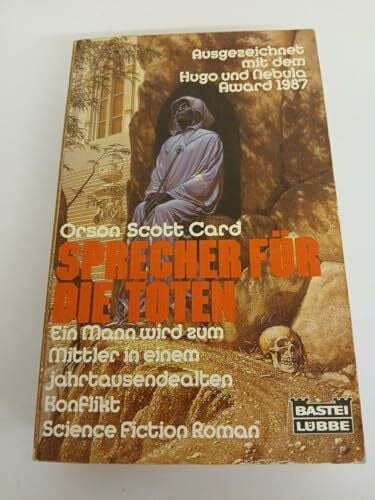 Ausgezeichnet
mit dem
Hugo und Nebula
Award 1987
Orson Scott Card
SPRECHER FÜR
DIE TOTEN
Ein Mann wird zum
Mittler in einem
jahrtausendealten
Konflikt
Science Fiction Roman
BASTEI
LÜBBE